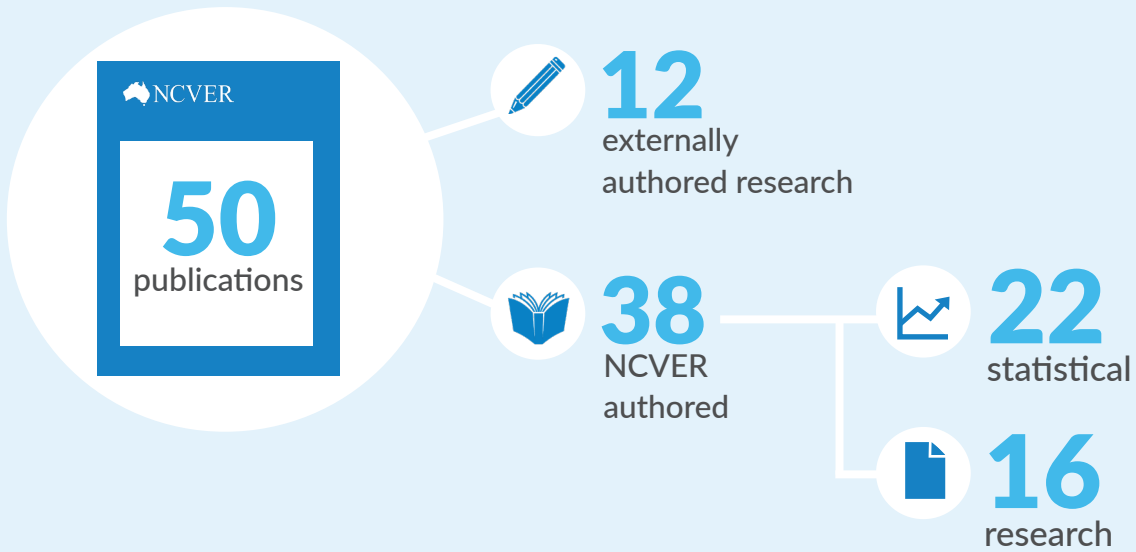 NCVER
50
publications
12
externally
authored research
38
NCVER
authored
22
statistical
16
research